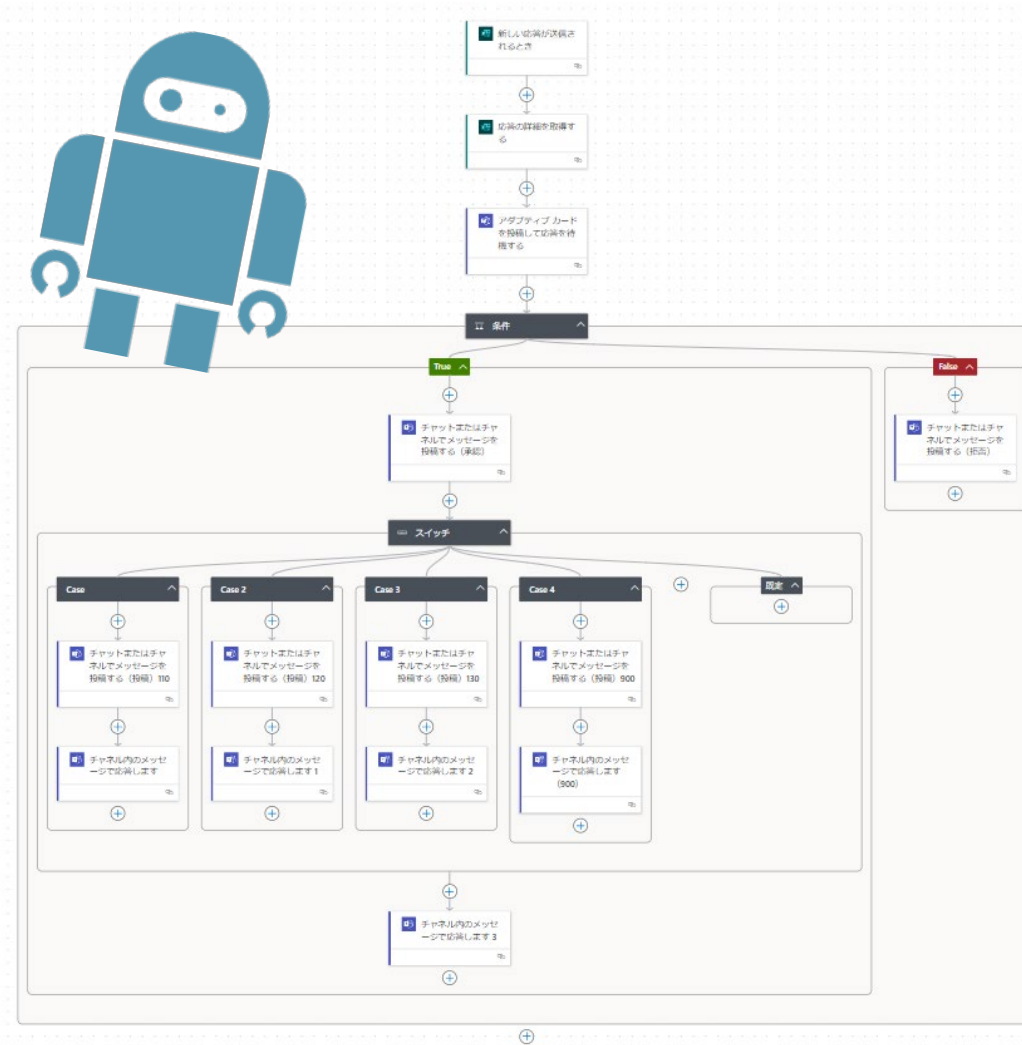 新しい応答が送信さ
れるとき
応答の詳細を取得す
る
アダプティブ カード
を投稿して応答を待
機する
条件
True
False
チャットまたはチャ
ネルでメッセージを
投稿する（承認）
チャットまたはチャ
ネルでメッセージを
投稿する（拒否）
スイッチ
Case
Case 2
Case 3
Case 4
既定
チャットまたはチャ
ネルでメッセージを
投稿する（投稿）110
チャットまたはチャ
ネルでメッセージを
投稿する（投稿）120
チャットまたはチャ
ネルでメッセージを
投稿する（投稿）130
チャットまたはチャ
ネルでメッセージを
投稿する（投稿）900
チャネル内のメッセ
ージで応答します
チャネル内のメッセ
ージで応答します 1
チャネル内のメッセ
ージで応答します 2
チャネル内のメッセ
ージで応答します
（900）
チャネル内のメッセ
ージで応答します 3